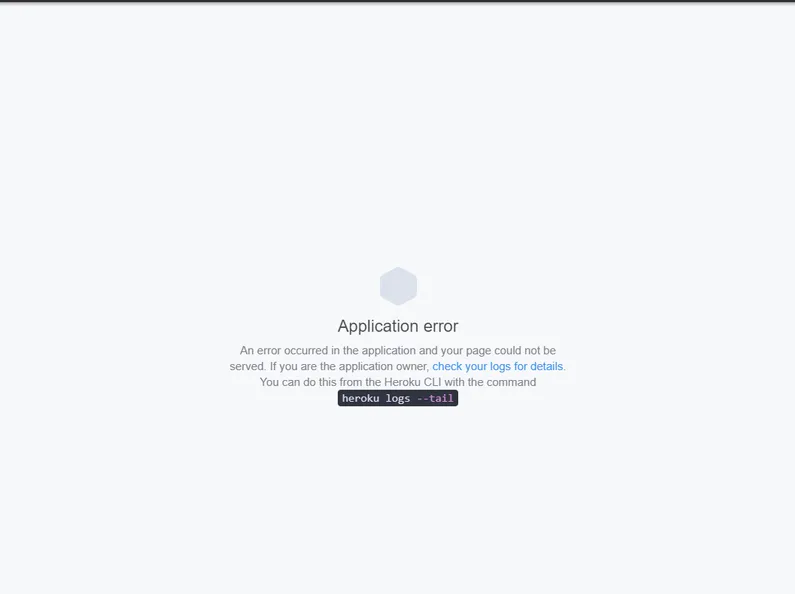 Application error
An error occurred in the application and your page could not be
served. If you are the application owner, check your logs for details.
You can do this from the Heroku CLI with the command
heroku logs --tail